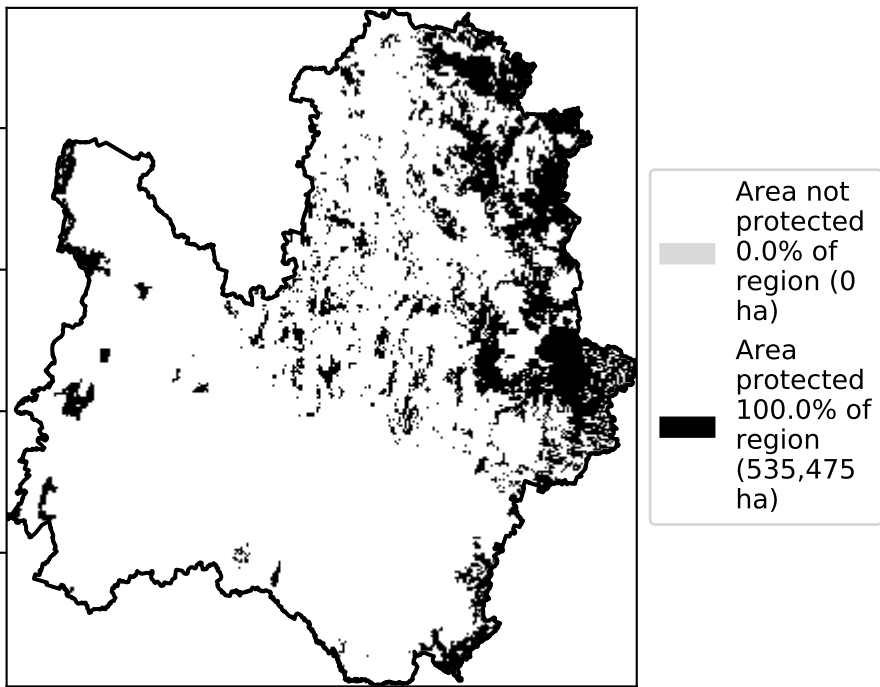 Area not
protected
0.0% of
region (0
ha)
Area
protected
100.0% of
region
(535,475
ha)